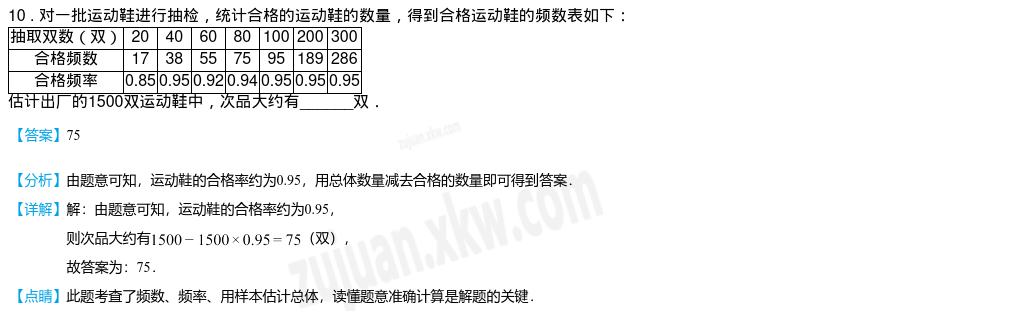 10．对一批运动鞋进行抽检，统计合格的运动鞋的数量，得到合格运动鞋的频数表如下：
抽取双数（双） 20 40 60 80 100 200 300
合格频数 17 38 55 75 95 189 286
合格频率 0.85 0.95 0.92 0.94 0.95 0.95 0.95
估计出厂的1500双运动鞋中，次品大约有______双．
【答案】75
【分析】由题意可知，运动鞋的合格率约为0.95，用总体数量减去合格的数量即可得到答案．
【详解】解：由题意可知，运动鞋的合格率约为0.95，
则次品大约有1500－1500×0.95＝75（双），
故答案为：75．
【点睛】此题考查了频数、频率、用样本估计总体，读懂题意准确计算是解题的关键．
zujuan.xkw.com
zujuan.xkw.com